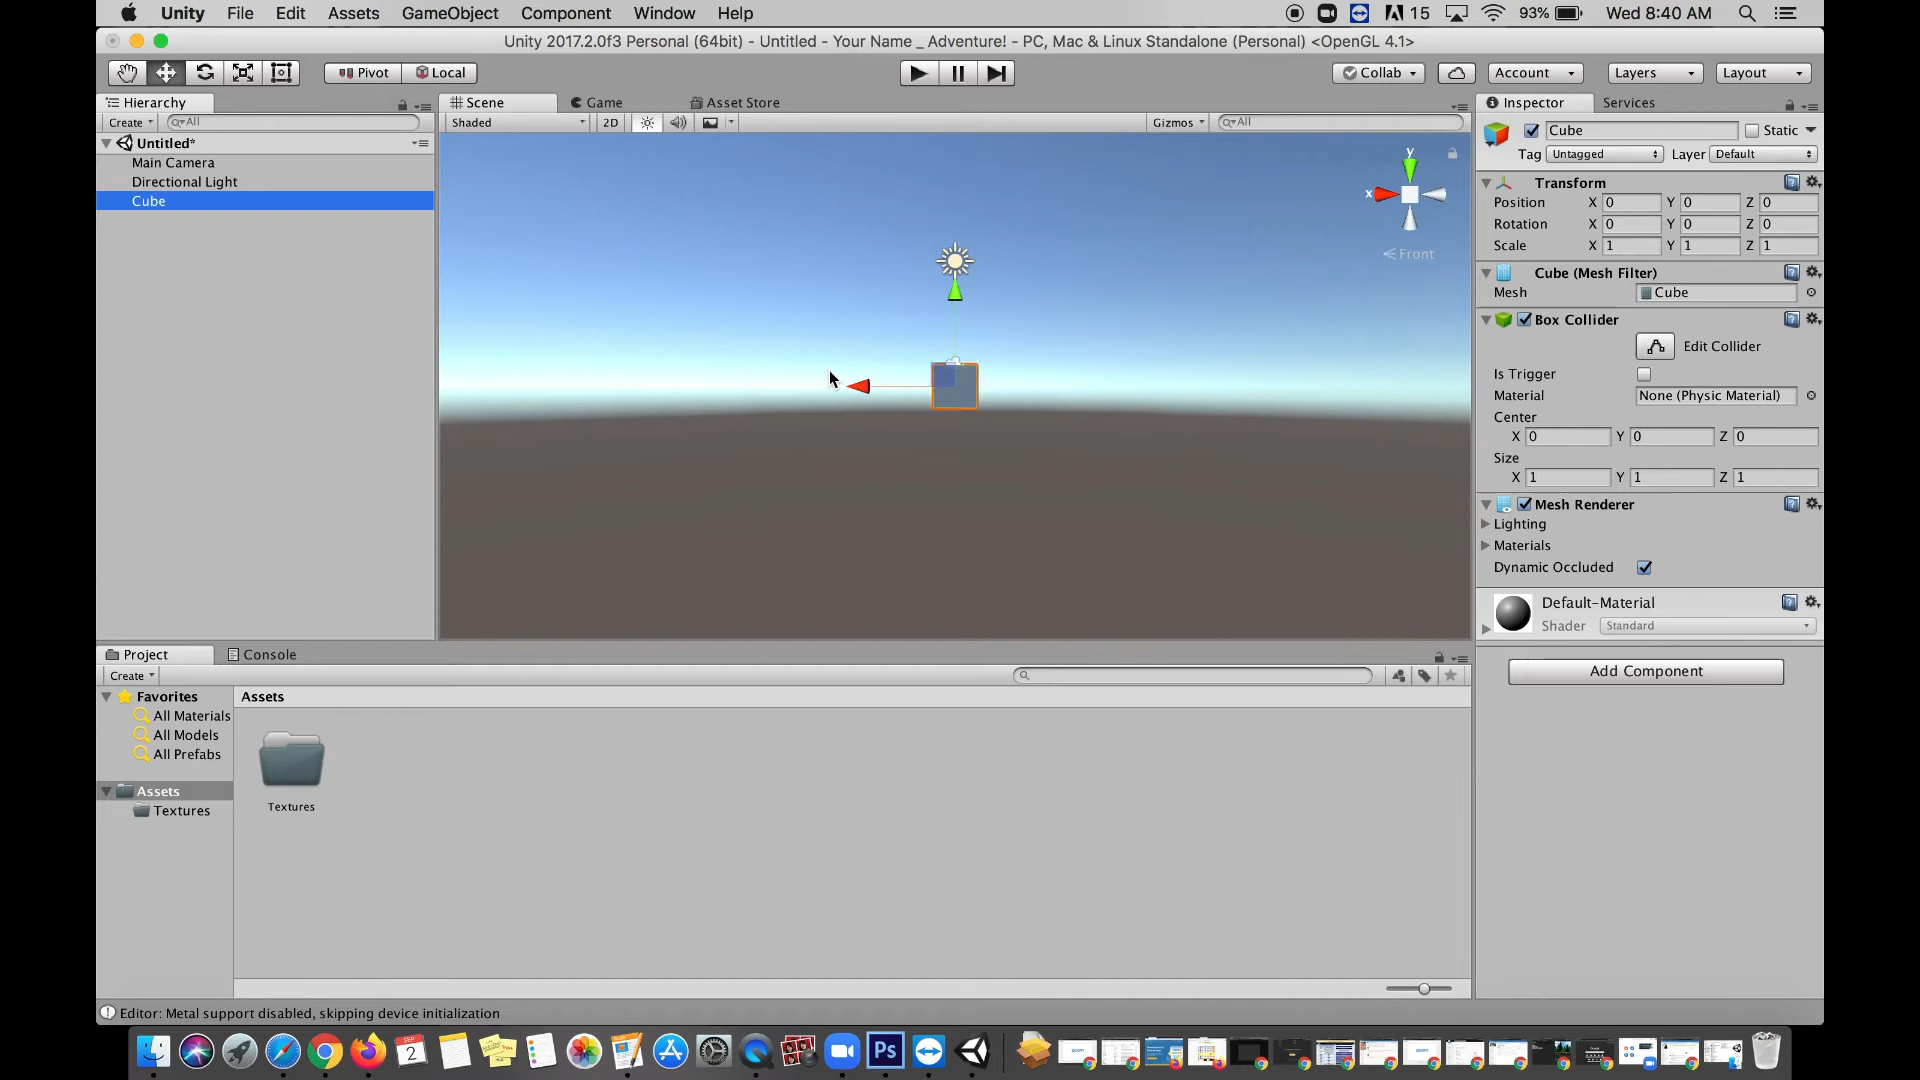 Unity File Edit Assets GameObject Component Window Help 15 93% Wed 8:40 AM
Unity 2017.2.0f3 Personal (64bit) - Untitled - Your Name _ Adventure! - PC, Mac & Linux Standalone (Personal) <OpenGL 4.1>
Pivot Local Collab Account Layers Layout
Hierarchy Scene Game Asset Store Inspector Services
Create All Shaded 2D Gizmos All
Cube Static
Untitled*
Tag Untagged Layer Default
Main Camera
Directional Light
Cube
y
x
Front
Transform
Position X 0 Y 0 Z 0
Rotation X 0 Y 0 Z 0
Scale X 1 Y 1 Z 1
Cube (Mesh Filter)
Mesh Cube
Box Collider
Edit Collider
Is Trigger
Material None (Physic Material)
Center
X 0 Y 0 Z 0
Size
X 1 Y 1 Z 1
Mesh Renderer
Lighting
Materials
Dynamic Occluded
Default-Material
Shader Standard
Add Component
Project Console
Create
Favorites Assets
All Materials
All Models
All Prefabs
Assets
Textures
Textures
Editor: Metal support disabled, skipping device initialization
SEP
2
Ps
zoom
zoom